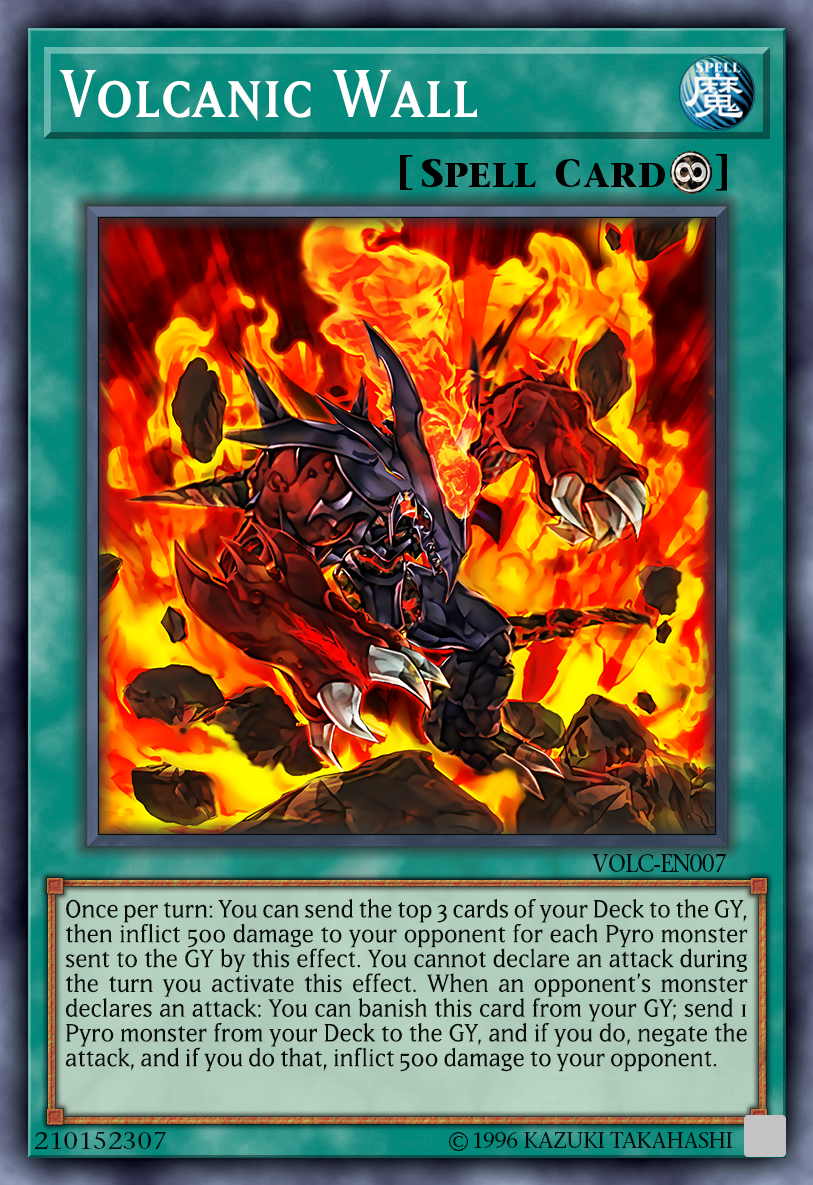 Volcanic Wall
SPELL
魔
[Spell Card♾]
VOLC-EN007
Once per turn: You can send the top 3 cards of your Deck to the GY,
then inflict 500 damage to your opponent for each Pyro monster
sent to the GY by this effect. You cannot declare an attack during
the turn you activate this effect. When an opponent's monster
declares an attack: You can banish this card from your GY; send 1
Pyro monster from your Deck to the GY, and if you do, negate the
attack, and if you do that, inflict 500 damage to your opponent.
210152307
© 1996 KAZUKI TAKAHASHI